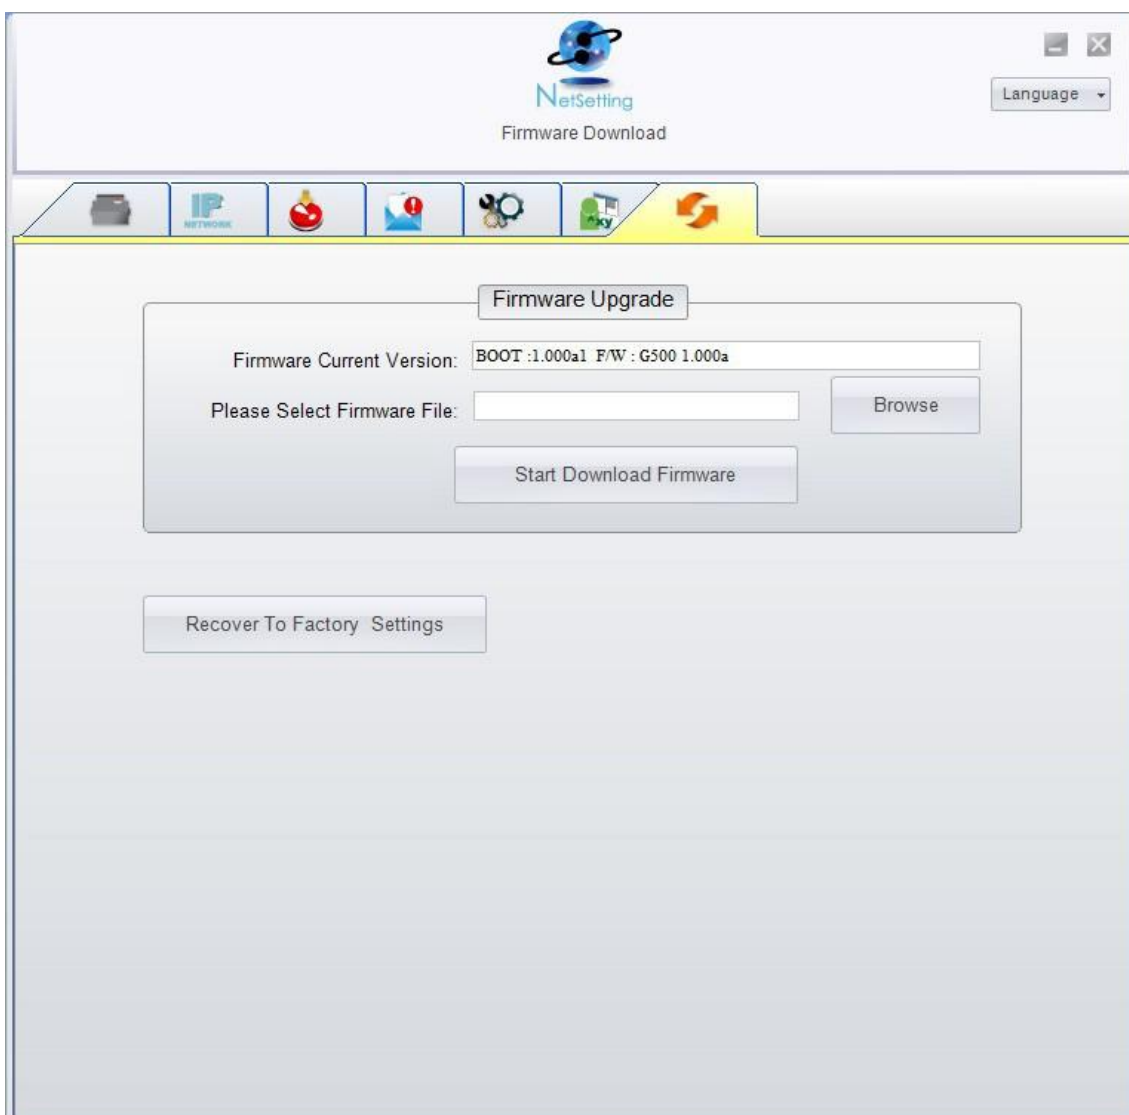 NetSetting
Language
Firmware Download
IP
NETWORK
Firmware Upgrade
Firmware Current Version: BOOT :1.000a1 F/W : G500 1.000a
Please Select Firmware File: Browse
Start Download Firmware
Recover To Factory Settings